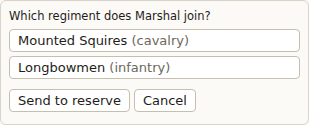 Which regiment does Marshal join?
Mounted Squires (cavalry)
Longbowmen (infantry)
Send to reserve Cancel